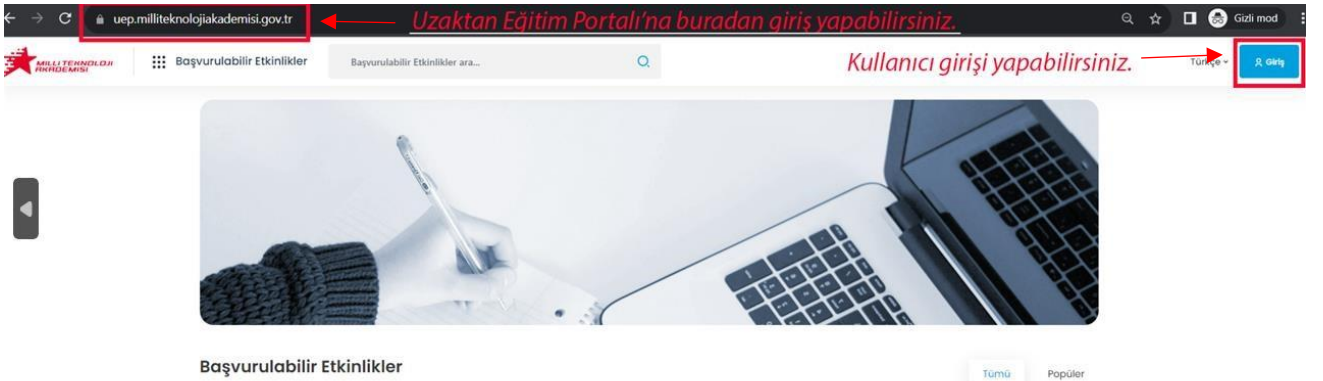 uep.milliteknolojiakademisi.gov.tr
Uzaktan Eğitim Portalı'na buradan giriş yapabilirsiniz.
Gizli mod
MİLLİ TEKNOLOJİ
AKADEMİSİ
Başvurulabilir Etkinlikler
Başvurulabilir Etkinlikler ara...
Kullanıcı girişi yapabilirsiniz.
Türkçe
Giriş
Başvurulabilir Etkinlikler
Tümü
Popüler